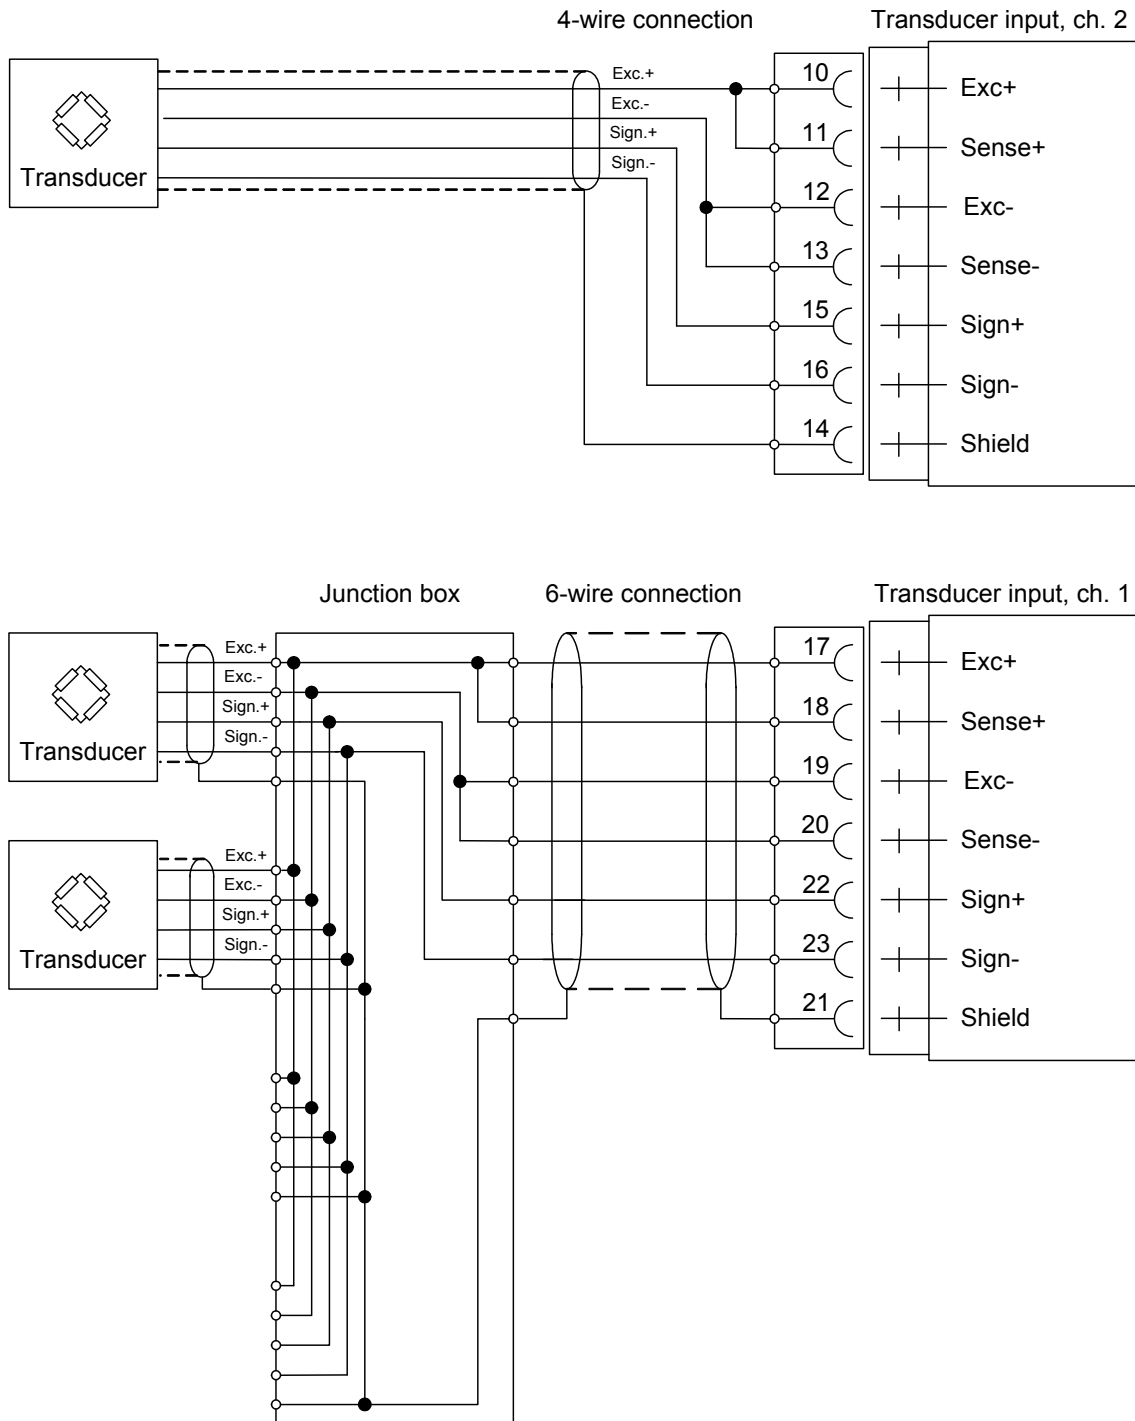 4-wire connection
Transducer input, ch. 2
Transducer
Exc.+
Exc.-
Sign.+
Sign.-
10 Exc+
11 Sense+
12 Exc-
13 Sense-
15 Sign+
16 Sign-
14 Shield
Junction box
6-wire connection
Transducer input, ch. 1
Transducer
Exc.+
Exc.-
Sign.+
Sign.-
Transducer
Exc.+
Exc.-
Sign.+
Sign.-
17 Exc+
18 Sense+
19 Exc-
20 Sense-
22 Sign+
23 Sign-
21 Shield